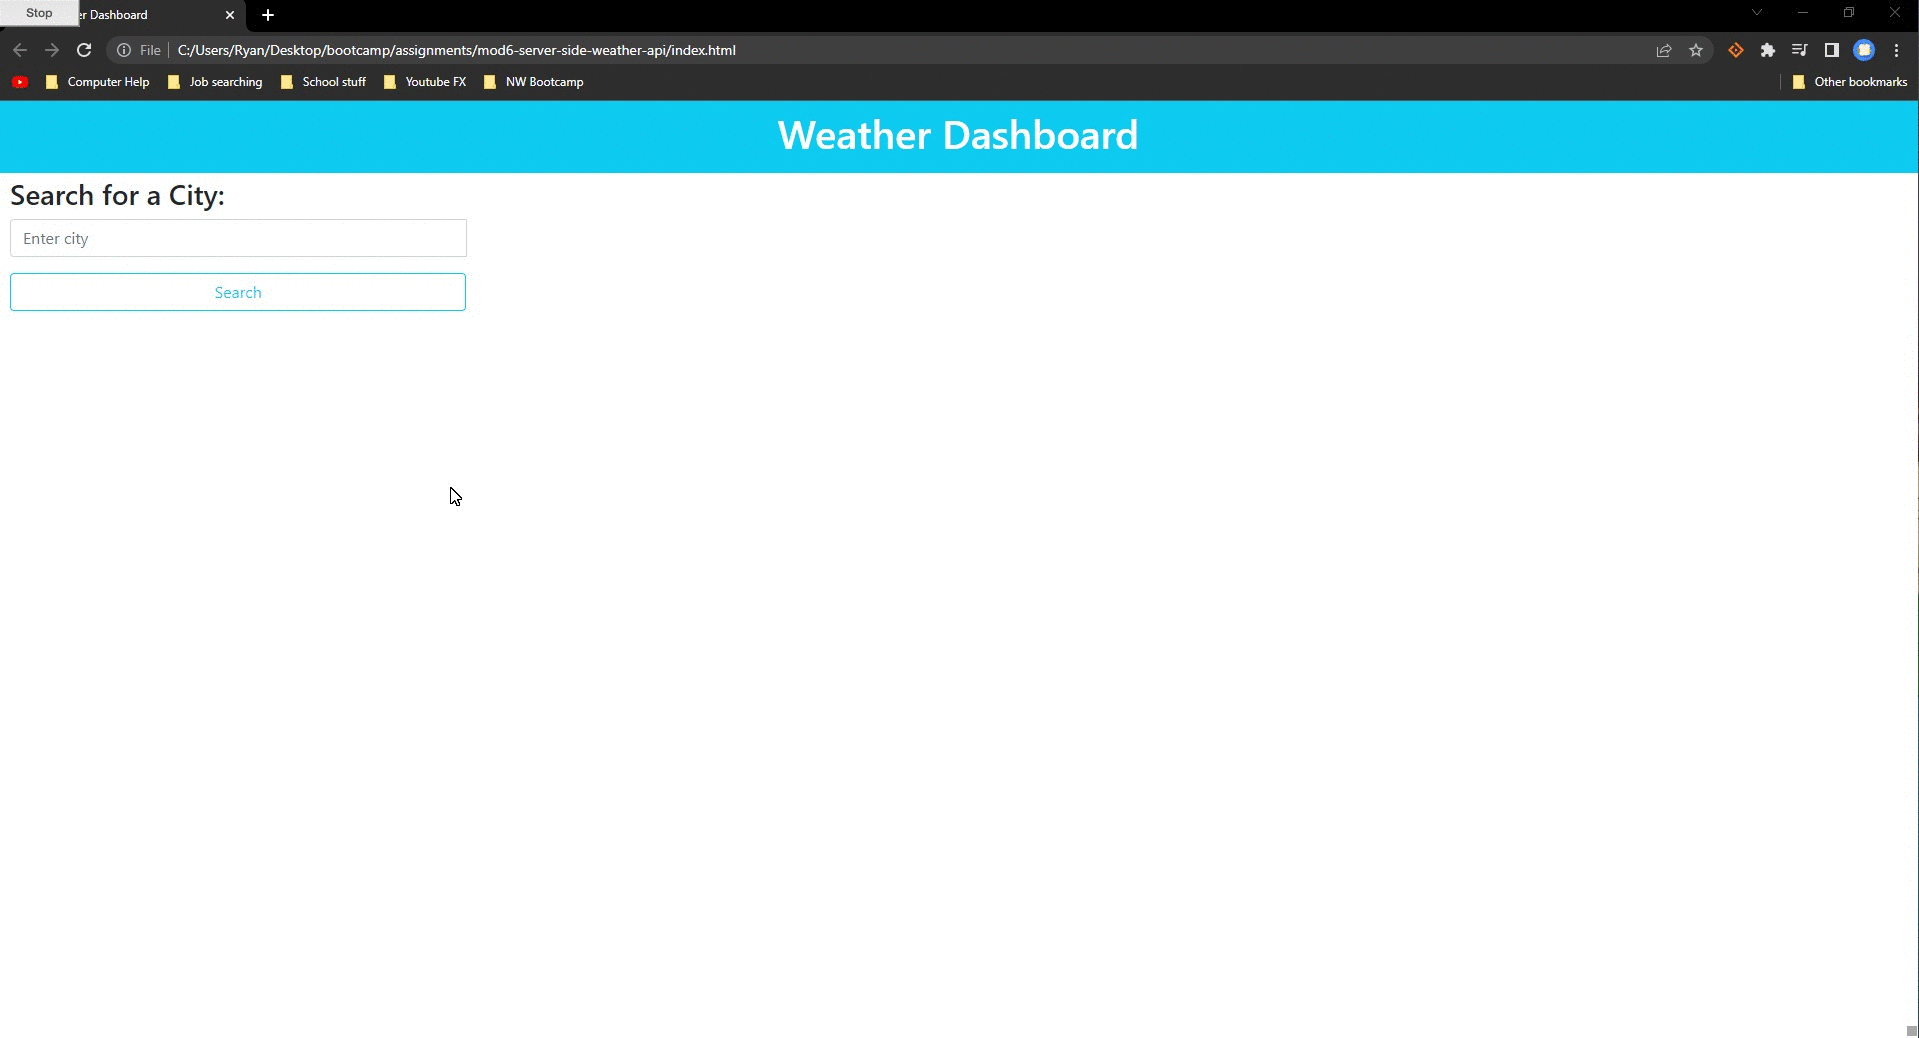 Stop
er Dashboard
File C:/Users/Ryan/Desktop/bootcamp/assignments/mod6-server-side-weather-api/index.html
Computer Help Job searching School stuff Youtube FX NW Bootcamp Other bookmarks
Weather Dashboard
Search for a City:
Enter city
Search